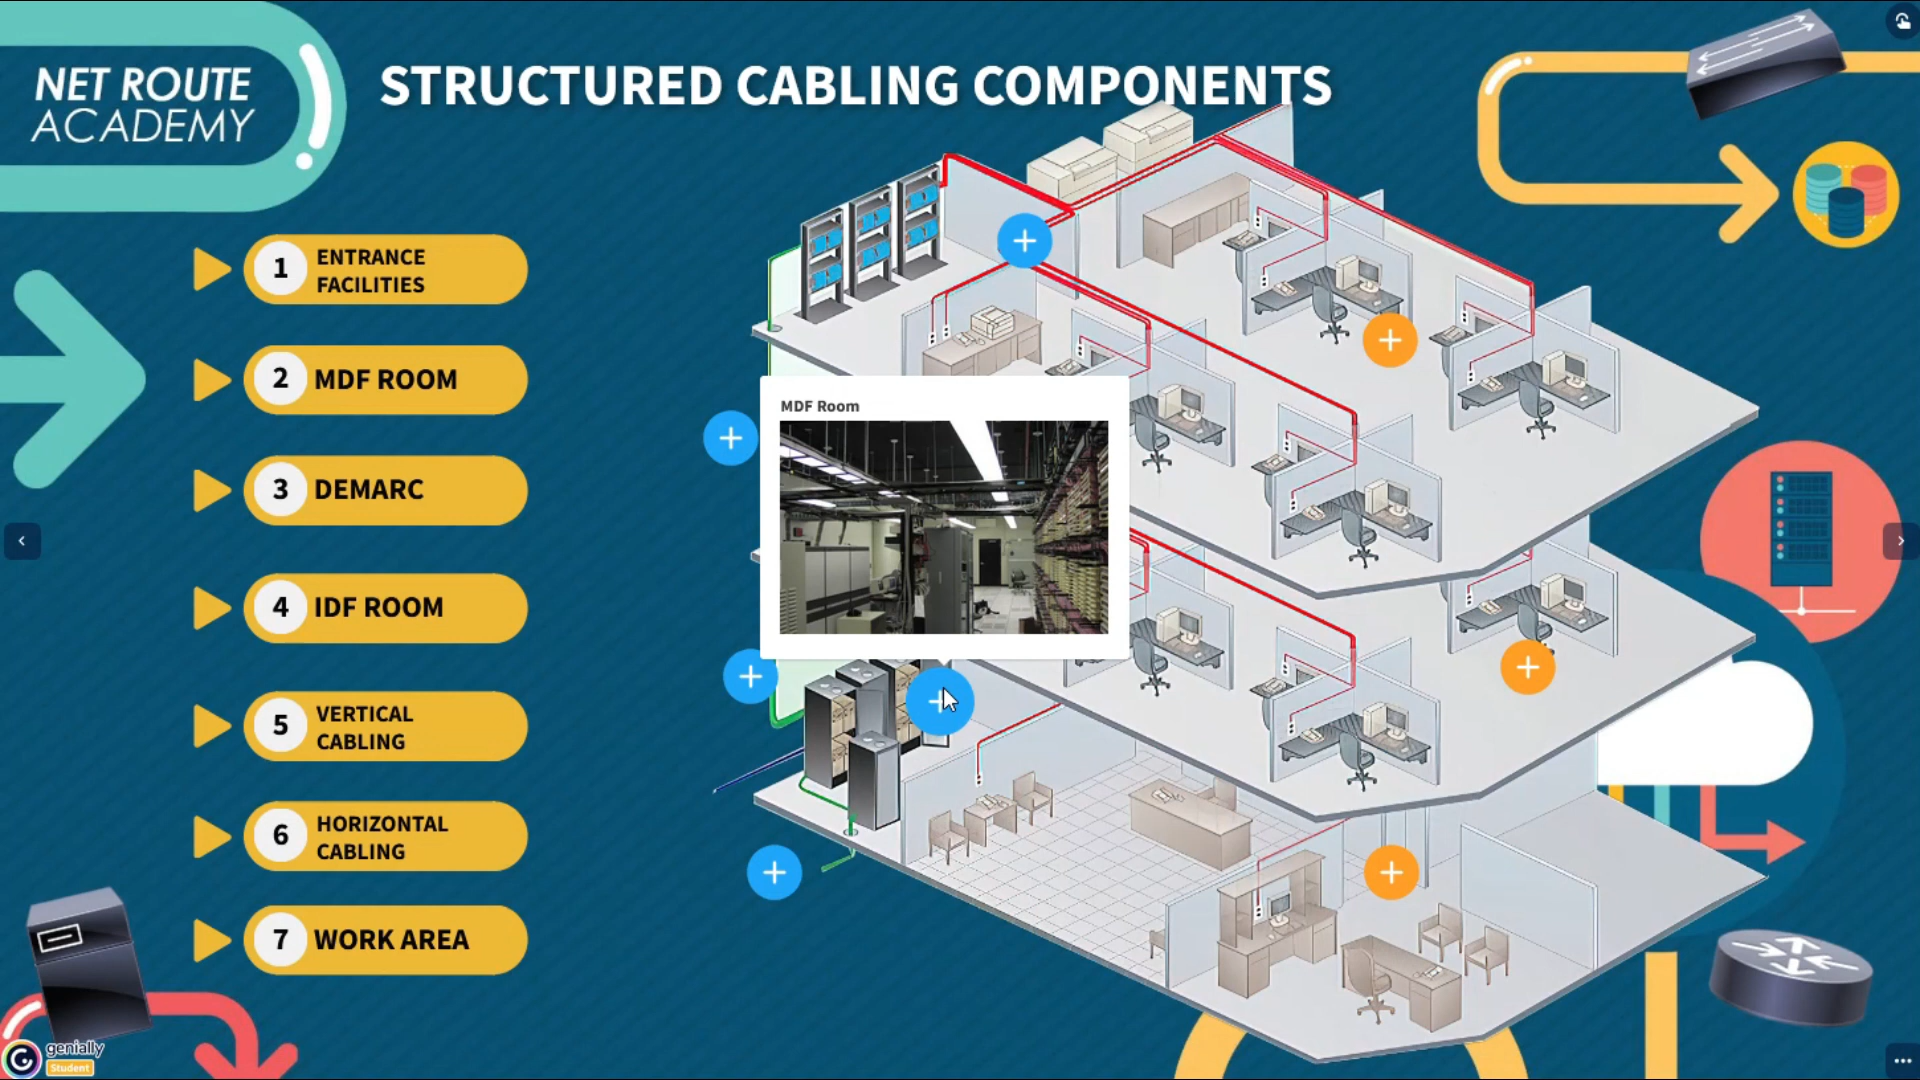 NET ROUTE
ACADEMY
STRUCTURED CABLING COMPONENTS
1
ENTRANCE
FACILITIES
2
MDF ROOM
3
DEMARC
4
IDF ROOM
5
VERTICAL
CABLING
6
HORIZONTAL
CABLING
7
WORK AREA
MDF Room
genially
Student